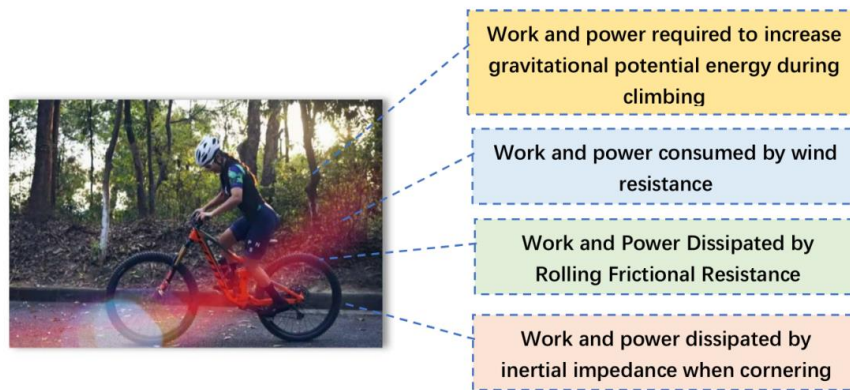 Work and power required to increase
gravitational potential energy during
climbing
Work and power consumed by wind
resistance
Work and Power Dissipated by
Rolling Frictional Resistance
Work and power dissipated by
inertial impedance when cornering